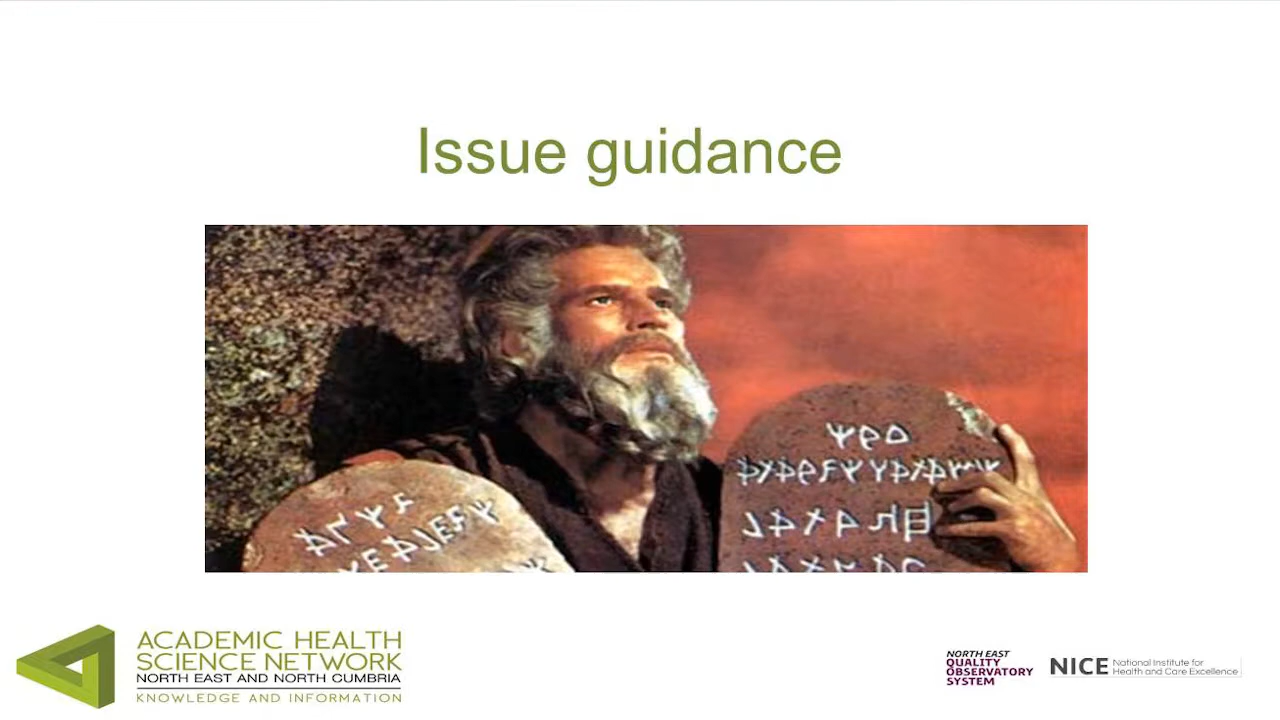 Issue guidance
ACADEMIC HEALTH
SCIENCE NETWORK
NORTH EAST AND NORTH CUMBRIA
KNOWLEDGE AND INFORMATION
NORTH EAST
QUALITY
OBSERVATORY
SYSTEM
NICE National Institute for
Health and Care Excellence